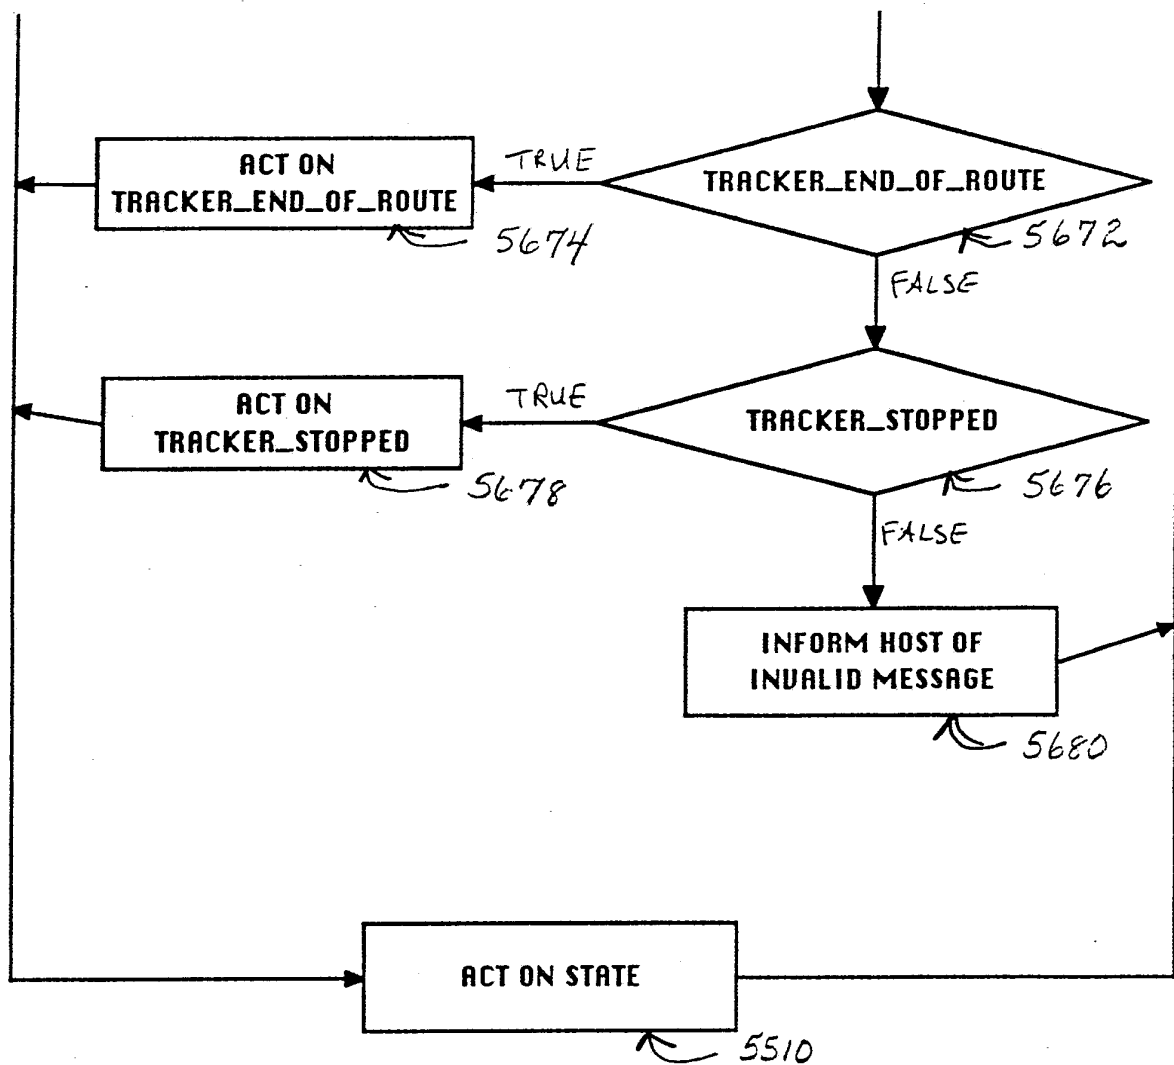 ACT ON
TRACKER_END_OF_ROUTE
TRUE
TRACKER_END_OF_ROUTE
5674
5672
FALSE
ACT ON
TRACKER_STOPPED
TRUE
TRACKER_STOPPED
5678
5676
FALSE
INFORM HOST OF
INVALID MESSAGE
5680
ACT ON STATE
5510